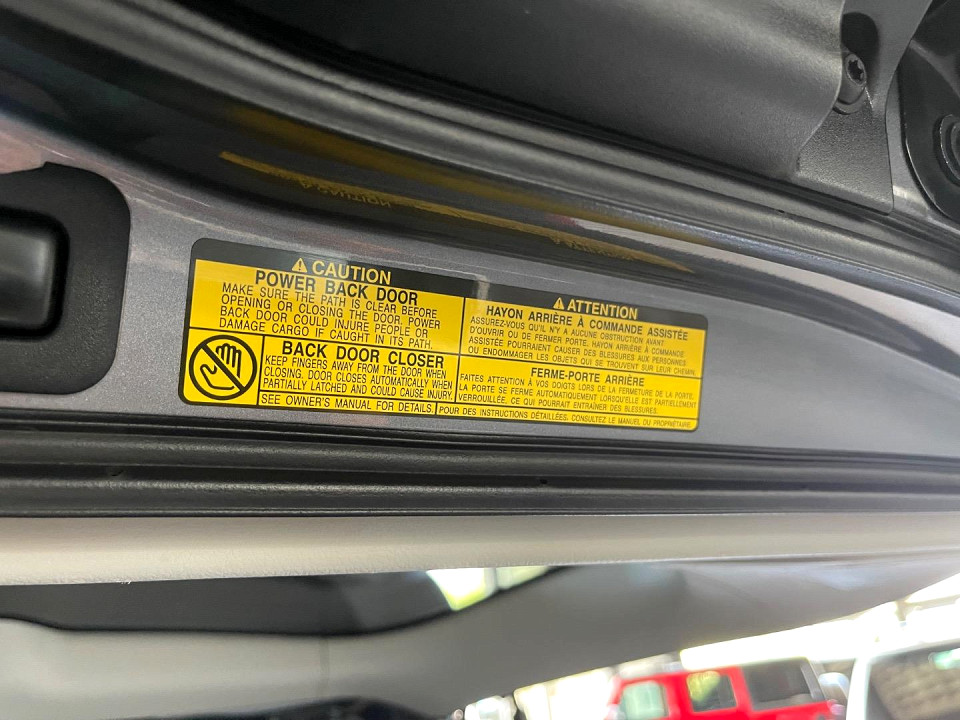 CAUTION
POWER BACK DOOR
MAKE SURE THE PATH IS CLEAR BEFORE
OPENING OR CLOSING THE DOOR. POWER
BACK DOOR COULD INJURE PEOPLE OR
DAMAGE CARGO IF CAUGHT IN ITS PATH.
BACK DOOR CLOSER
KEEP FINGERS AWAY FROM THE DOOR WHEN
CLOSING. DOOR CLOSES AUTOMATICALLY WHEN
PARTIALLY LATCHED AND COULD CAUSE INJURY.
SEE OWNER'S MANUAL FOR DETAILS.
ATTENTION
HAYON ARRIÈRE À COMMANDE ASSISTÉE
ASSUREZ-VOUS QU'IL N'Y A AUCUNE OBSTRUCTION AVANT
D'OUVRIR OU DE FERMER PORTE. HAYON ARRIÈRE À COMMANDE
ASSISTÉE POURRAIENT CAUSER DES BLESSURES AUX PERSONNES
OU ENDOMMAGER LES OBJETS QUI SE TROUVENT SUR LEUR CHEMIN.
FERME-PORTE ARRIÈRE
FAITES ATTENTION À VOS DOIGTS LORS DE LA FERMETURE DE LA PORTE.
LA PORTE SE FERME AUTOMATIQUEMENT LORSQU'ELLE EST PARTIELLEMENT
VERROUILLÉE, CE QUI POURRAIT ENTRAÎNER DES BLESSURES.
POUR DES INSTRUCTIONS DÉTAILLÉES, CONSULTEZ LE MANUEL DU PROPRIÉTAIRE.